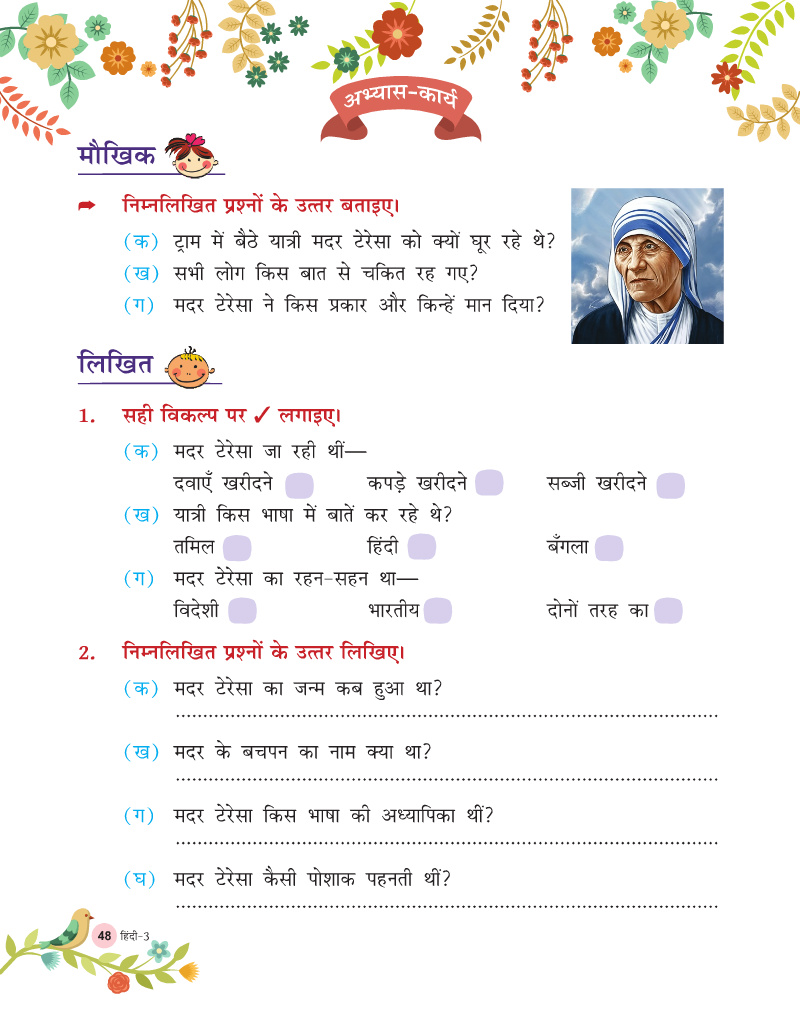 अभ्यास-कार्य
मौखिक
➦ निम्नलिखित प्रश्नों के उत्तर बताइए।
(क) ट्राम में बैठे यात्री मदर टेरेसा को क्यों घूर रहे थे?
(ख) सभी लोग किस बात से चकित रह गए?
(ग) मदर टेरेसा ने किस प्रकार और किन्हें मान दिया?
लिखित
1. सही विकल्प पर ✓ लगाइए।
(क) मदर टेरेसा जा रही थीं—
दवाएँ खरीदने कपड़े खरीदने सब्जी खरीदने
(ख) यात्री किस भाषा में बातें कर रहे थे?
तमिल हिंदी बँगला
(ग) मदर टेरेसा का रहन-सहन था—
विदेशी भारतीय दोनों तरह का
2. निम्नलिखित प्रश्नों के उत्तर लिखिए।
(क) मदर टेरेसा का जन्म कब हुआ था?
(ख) मदर के बचपन का नाम क्या था?
(ग) मदर टेरेसा किस भाषा की अध्यापिका थीं?
(घ) मदर टेरेसा कैसी पोशाक पहनती थीं?
48 हिंदी-3